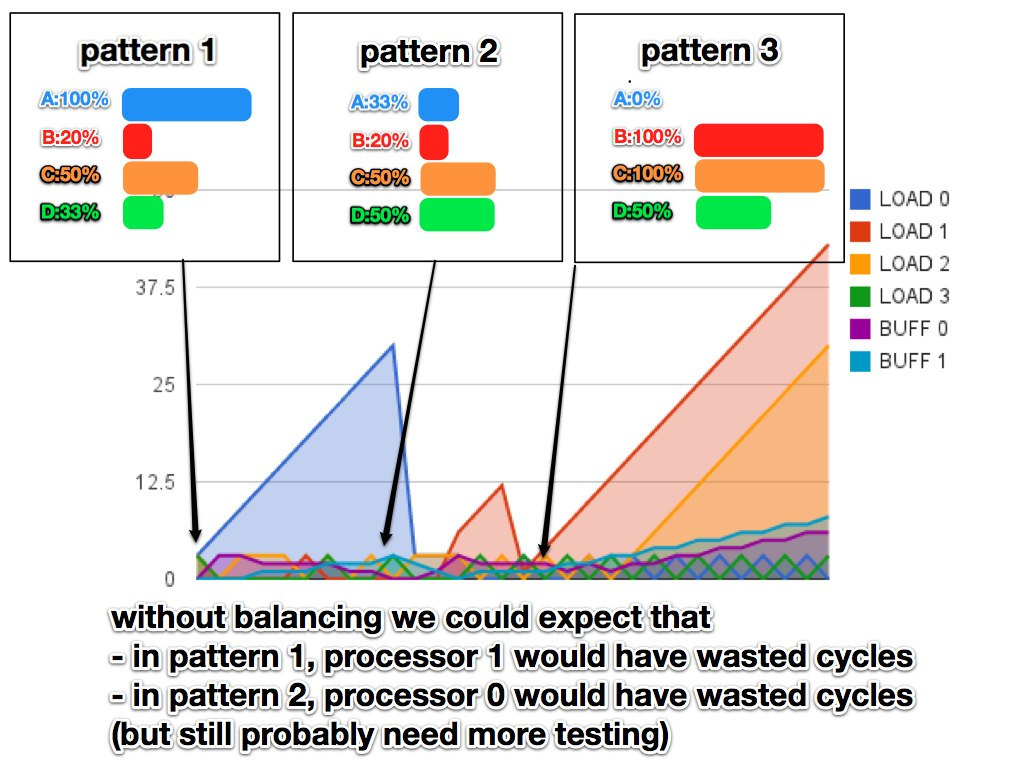 pattern 1
A:100%
B:20%
C:50%
D:33%
pattern 2
A:33%
B:20%
C:50%
D:50%
pattern 3
A:0%
B:100%
C:100%
D:50%
LOAD 0
LOAD 1
LOAD 2
LOAD 3
BUFF 0
BUFF 1
37.5
25
12.5
0
without balancing we could expect that
- in pattern 1, processor 1 would have wasted cycles
- in pattern 2, processor 0 would have wasted cycles
(but still probably need more testing)